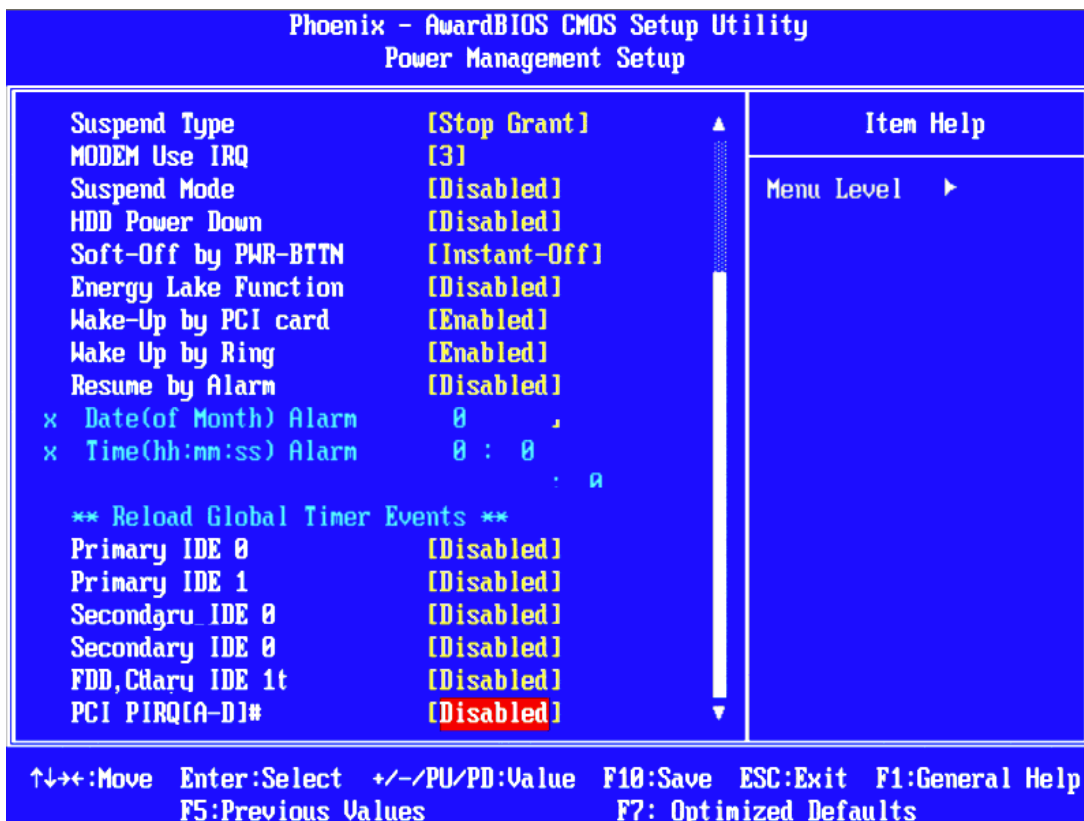 Phoenix - AwardBIOS CMOS Setup Utility
Power Management Setup
Suspend Type [Stop Grant]
MODEM Use IRQ [3]
Suspend Mode [Disabled]
HDD Power Down [Disabled]
Soft-Off by PWR-BTTN [Instant-Off]
Energy Lake Function [Disabled]
Wake-Up by PCI card [Enabled]
Wake Up by Ring [Enabled]
Resume by Alarm [Disabled]
x Date(of Month) Alarm 0
x Time(hh:mm:ss) Alarm 0 : 0
: 0
** Reload Global Timer Events **
Primary IDE 0 [Disabled]
Primary IDE 1 [Disabled]
Secondary IDE 0 [Disabled]
Secondary IDE 0 [Disabled]
FDD, IDE 1t [Disabled]
PCI PIRQ[A-D]# [Disabled]
Item Help
Menu Level ►
↑↓→←:Move Enter:Select +/-/PU/PD:Value F10:Save ESC:Exit F1:General Help
F5:Previous Values F7: Optimized Defaults